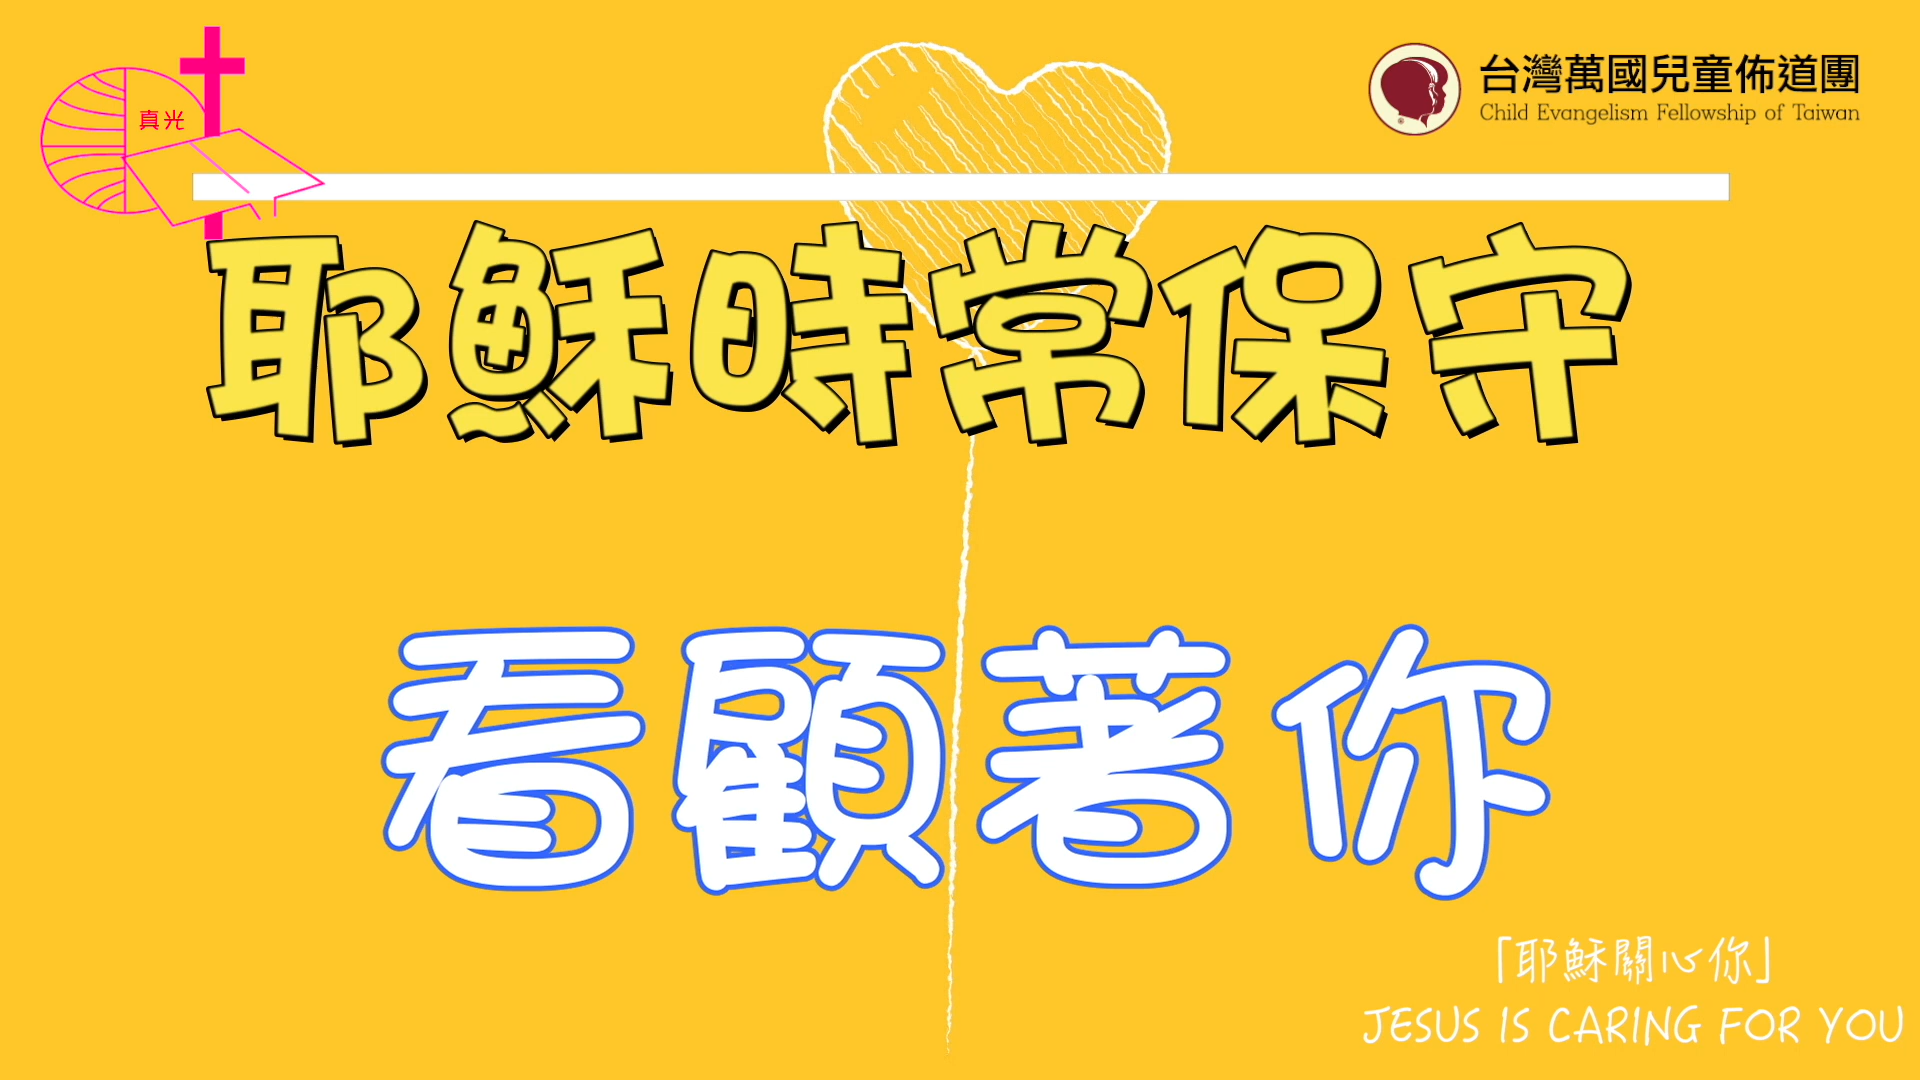 真光
台灣萬國兒童佈道團
Child Evangelism Fellowship of Taiwan
耶穌時常保守
看顧著你
「耶穌關心你」
JESUS IS CARING FOR YOU